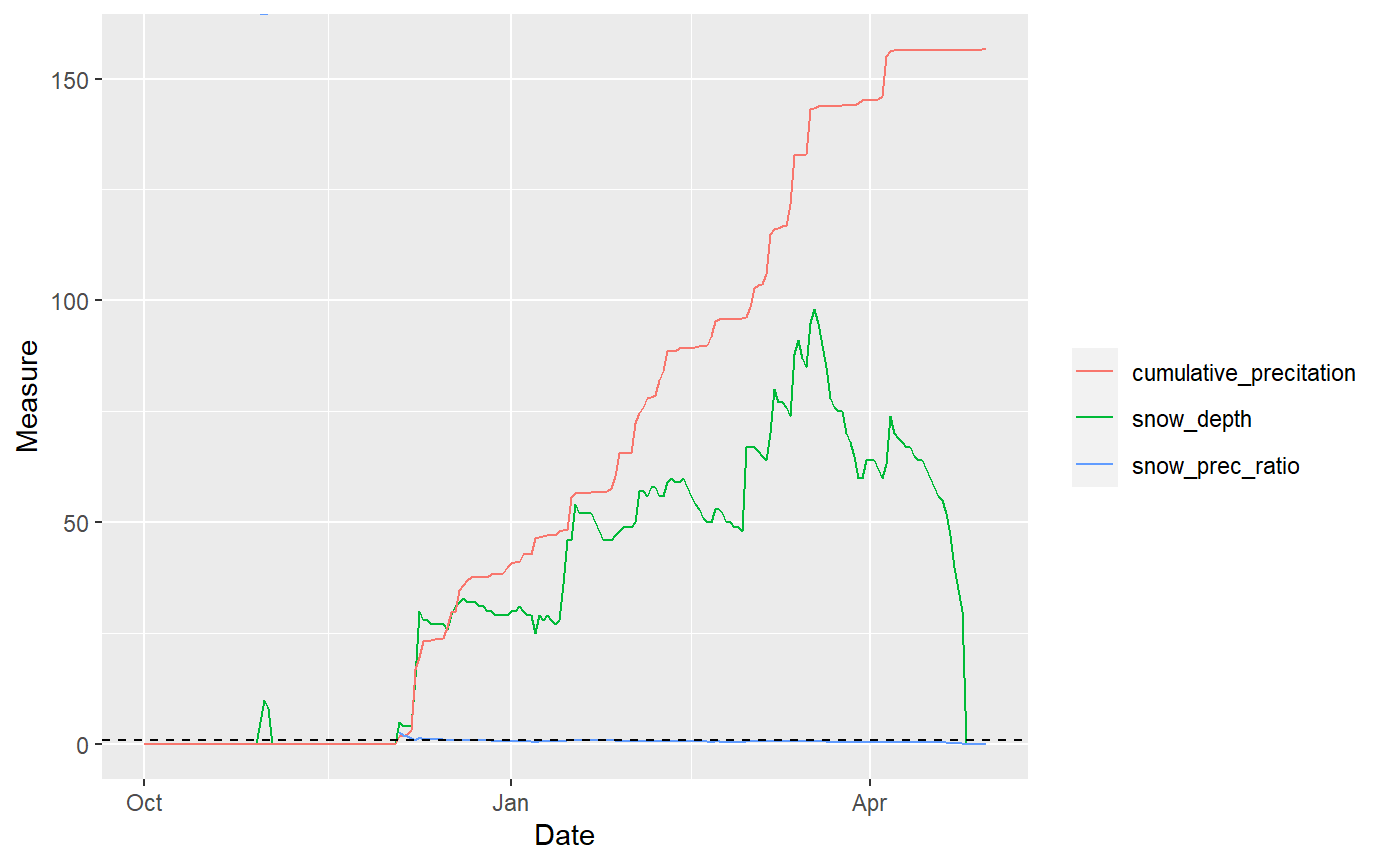 150
100
50
0
Measure
Oct
Jan
Apr
Date
cumulative_precitation
snow_depth
snow_prec_ratio